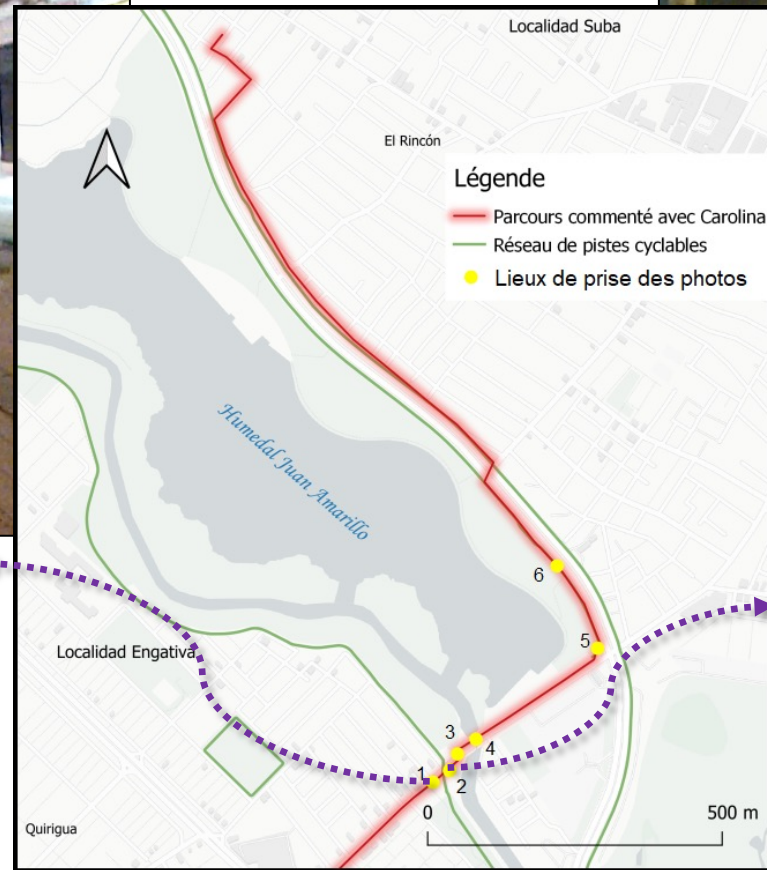 Localidad Suba
El Rincón
Légende
Parcours commenté avec Carolina
Réseau de pistes cyclables
Lieux de prise des photos
Humedal Juan Amarillo
6
5
Localidad Engativa
3
4
1
2
0
500 m
Quirigua